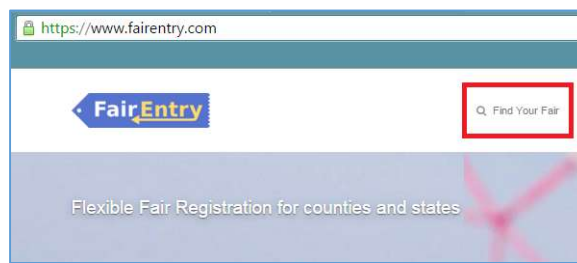 https://www.fairentry.com
FairEntry
Find Your Fair
Flexible Fair Registration for counties and states